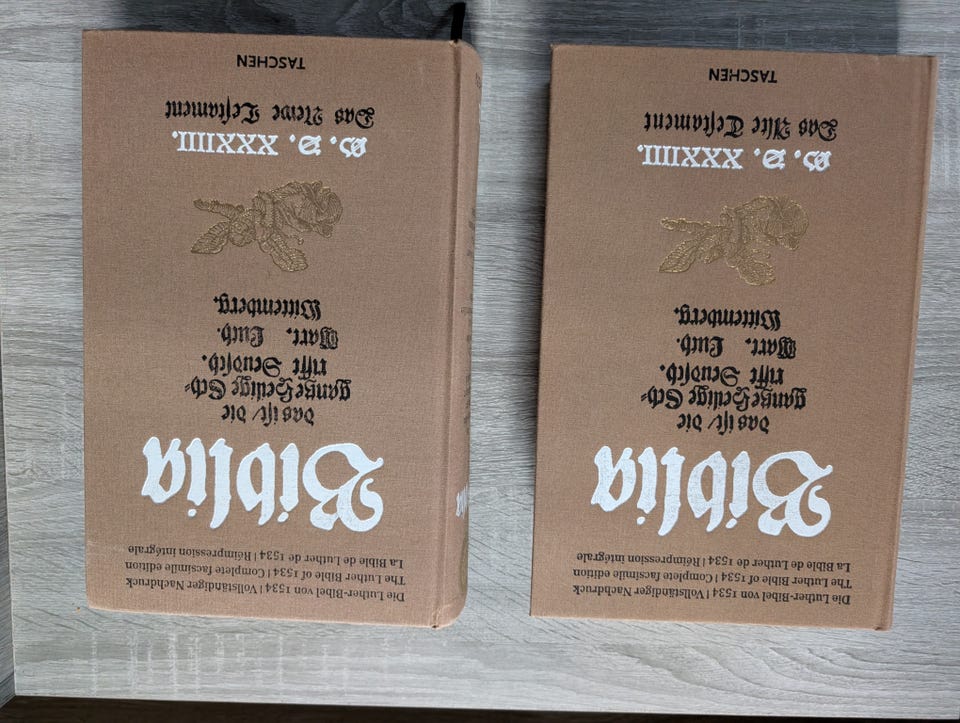 Die Luther-Bibel von 1534 | Vollständiger Nachdruck
The Luther Bible of 1534 | Complete facsimile edition
La Bible de Luther de 1534 | Réimpression intégrale
Biblia
das ist / die
gantze Heilige Sch-
rifft Deudsch.
Mart. Luth.
Wittemberg.
M. D. XXXIIII.
Das Alte Testament
TASCHEN
Die Luther-Bibel von 1534 | Vollständiger Nachdruck
The Luther Bible of 1534 | Complete facsimile edition
La Bible de Luther de 1534 | Réimpression intégrale
Biblia
das ist / die
gantze Heilige Sch-
rifft Deudsch.
Mart. Luth.
Wittemberg.
M. D. XXXIIII.
Das Newe Testament
TASCHEN